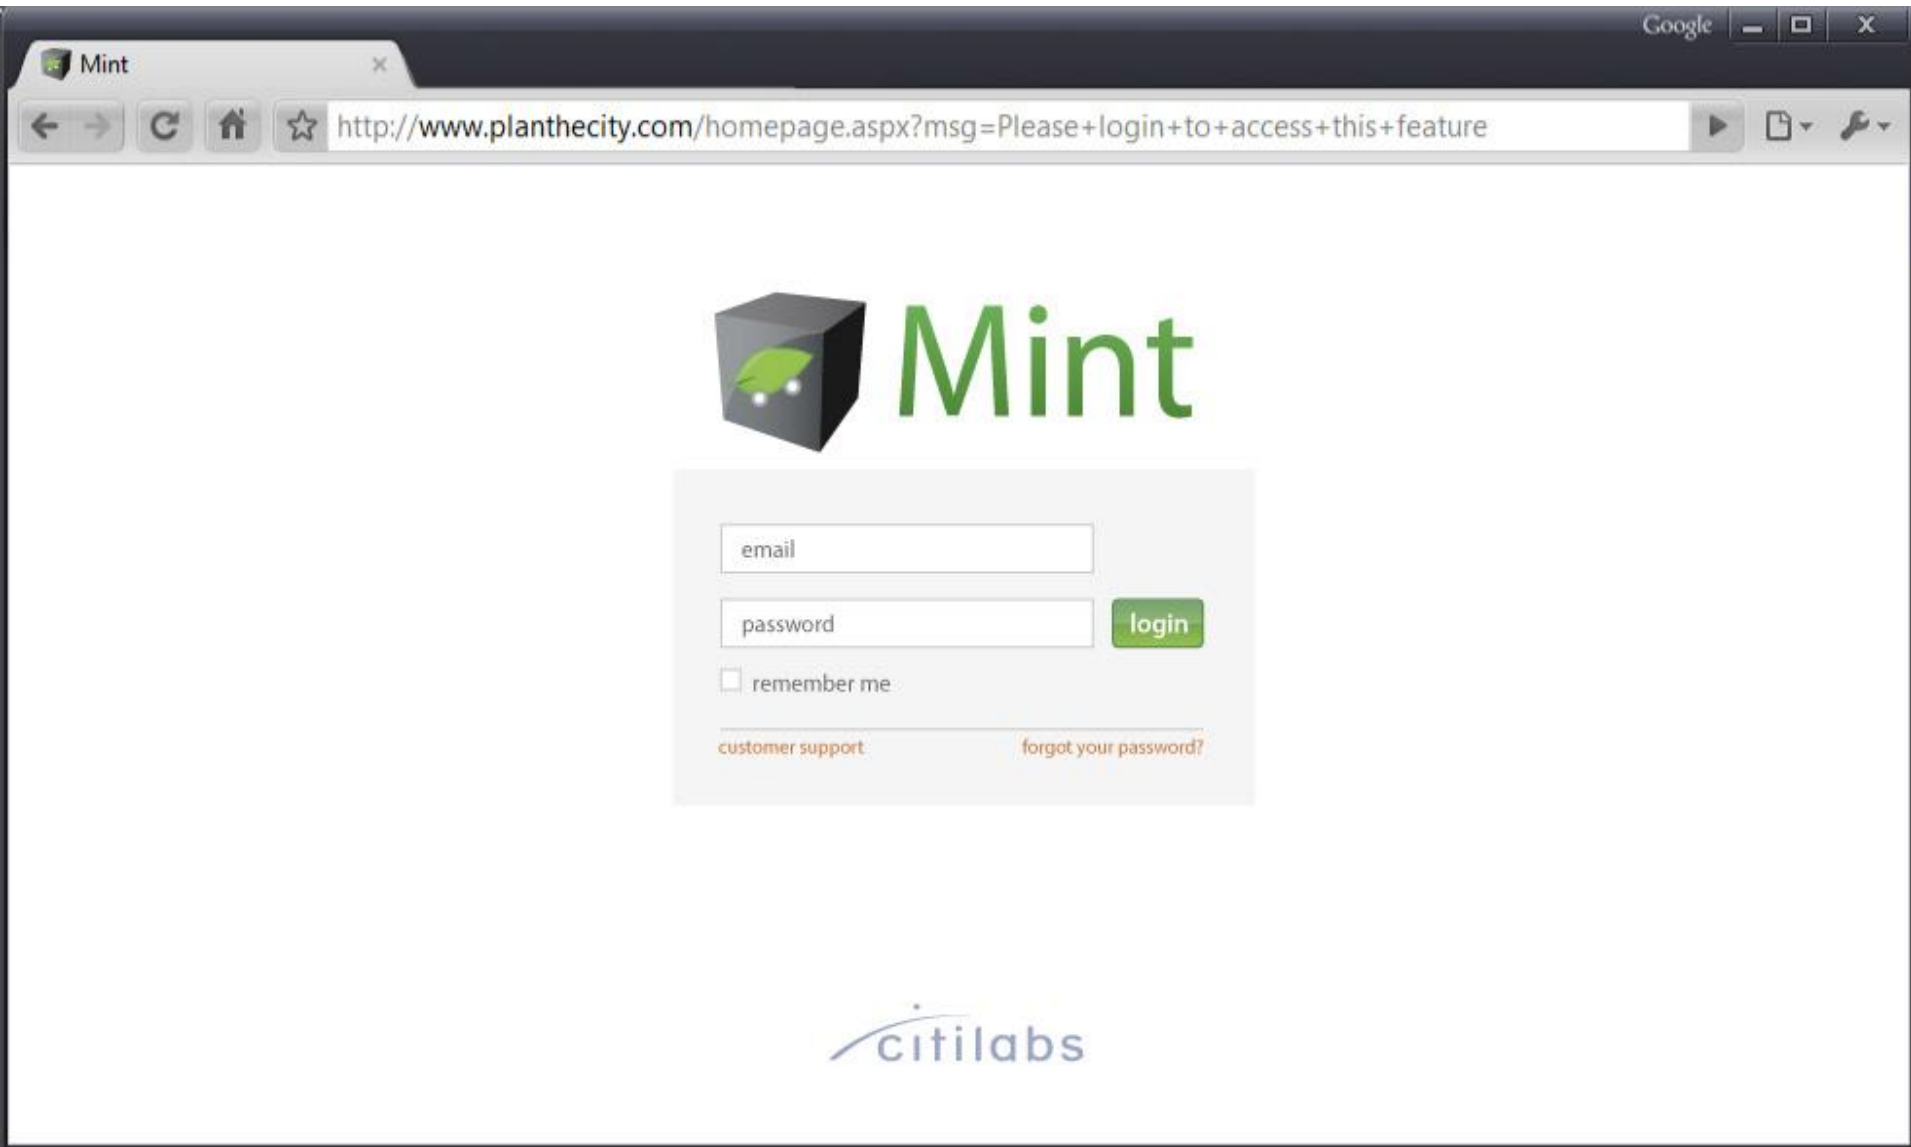 Google
Mint
http://www.planthecity.com/homepage.aspx?msg=Please+login+to+access+this+feature
Mint
email
password
login
remember me
customer support
forgot your password?
citilabs